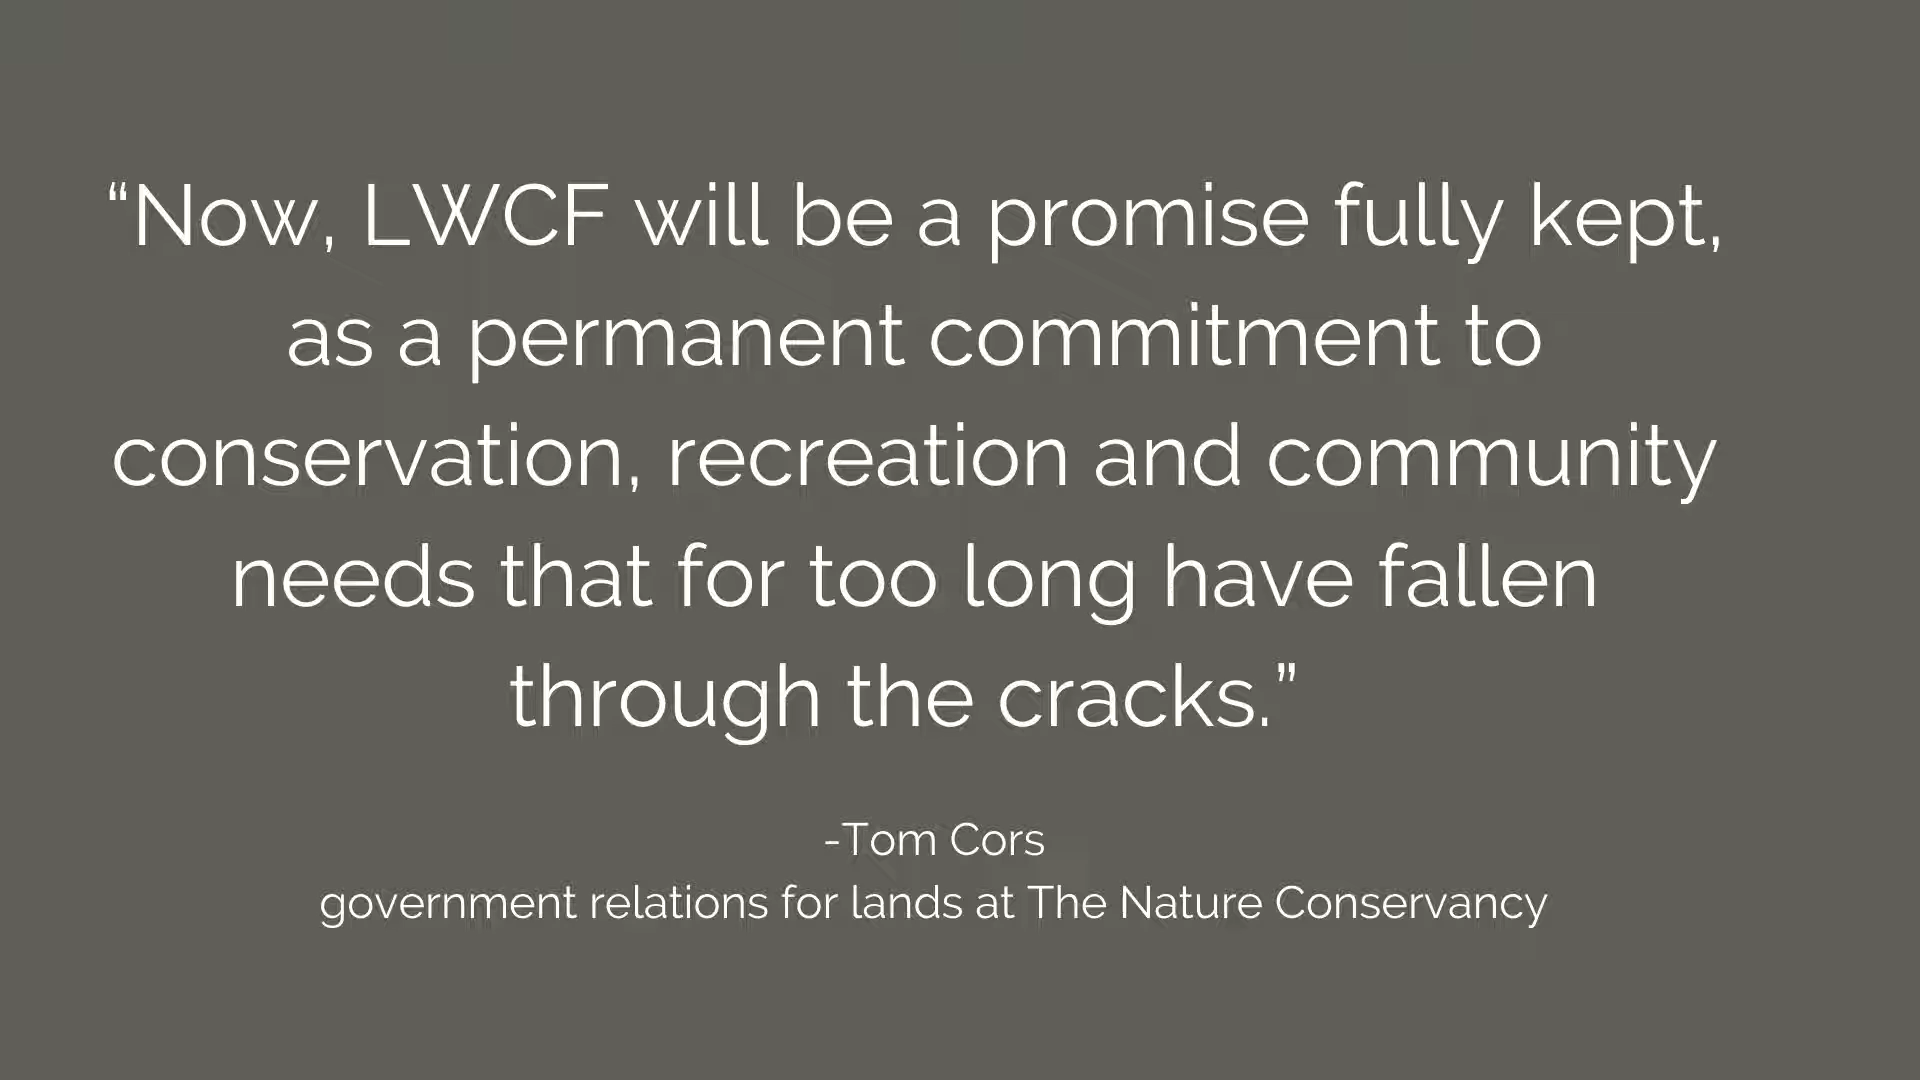 “Now, LWCF will be a promise fully kept,
as a permanent commitment to
conservation, recreation and community
needs that for too long have fallen
through the cracks.”
-Tom Cors
government relations for lands at The Nature Conservancy